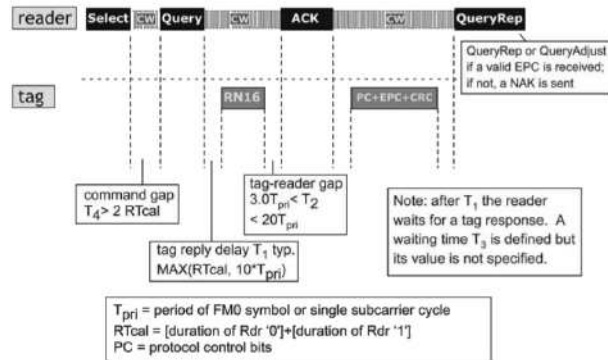 reader Select CW Query CW ACK CW QueryRep
QueryRep or QueryAdjust
if a valid EPC is received;
if not, a NAK is sent
tag RN16 PC+EPC+CRC
command gap
T4> 2 RTcal
tag-reader gap
3.0Tpri< T2
< 20Tpri
tag reply delay T1 typ.
MAX(RTcal, 10*Tpri)
Note: after T1 the reader
waits for a tag response. A
waiting time T3 is defined but
its value is not specified.
Tpri = period of FM0 symbol or single subcarrier cycle
RTcal = [duration of Rdr '0']+[duration of Rdr '1']
PC = protocol control bits